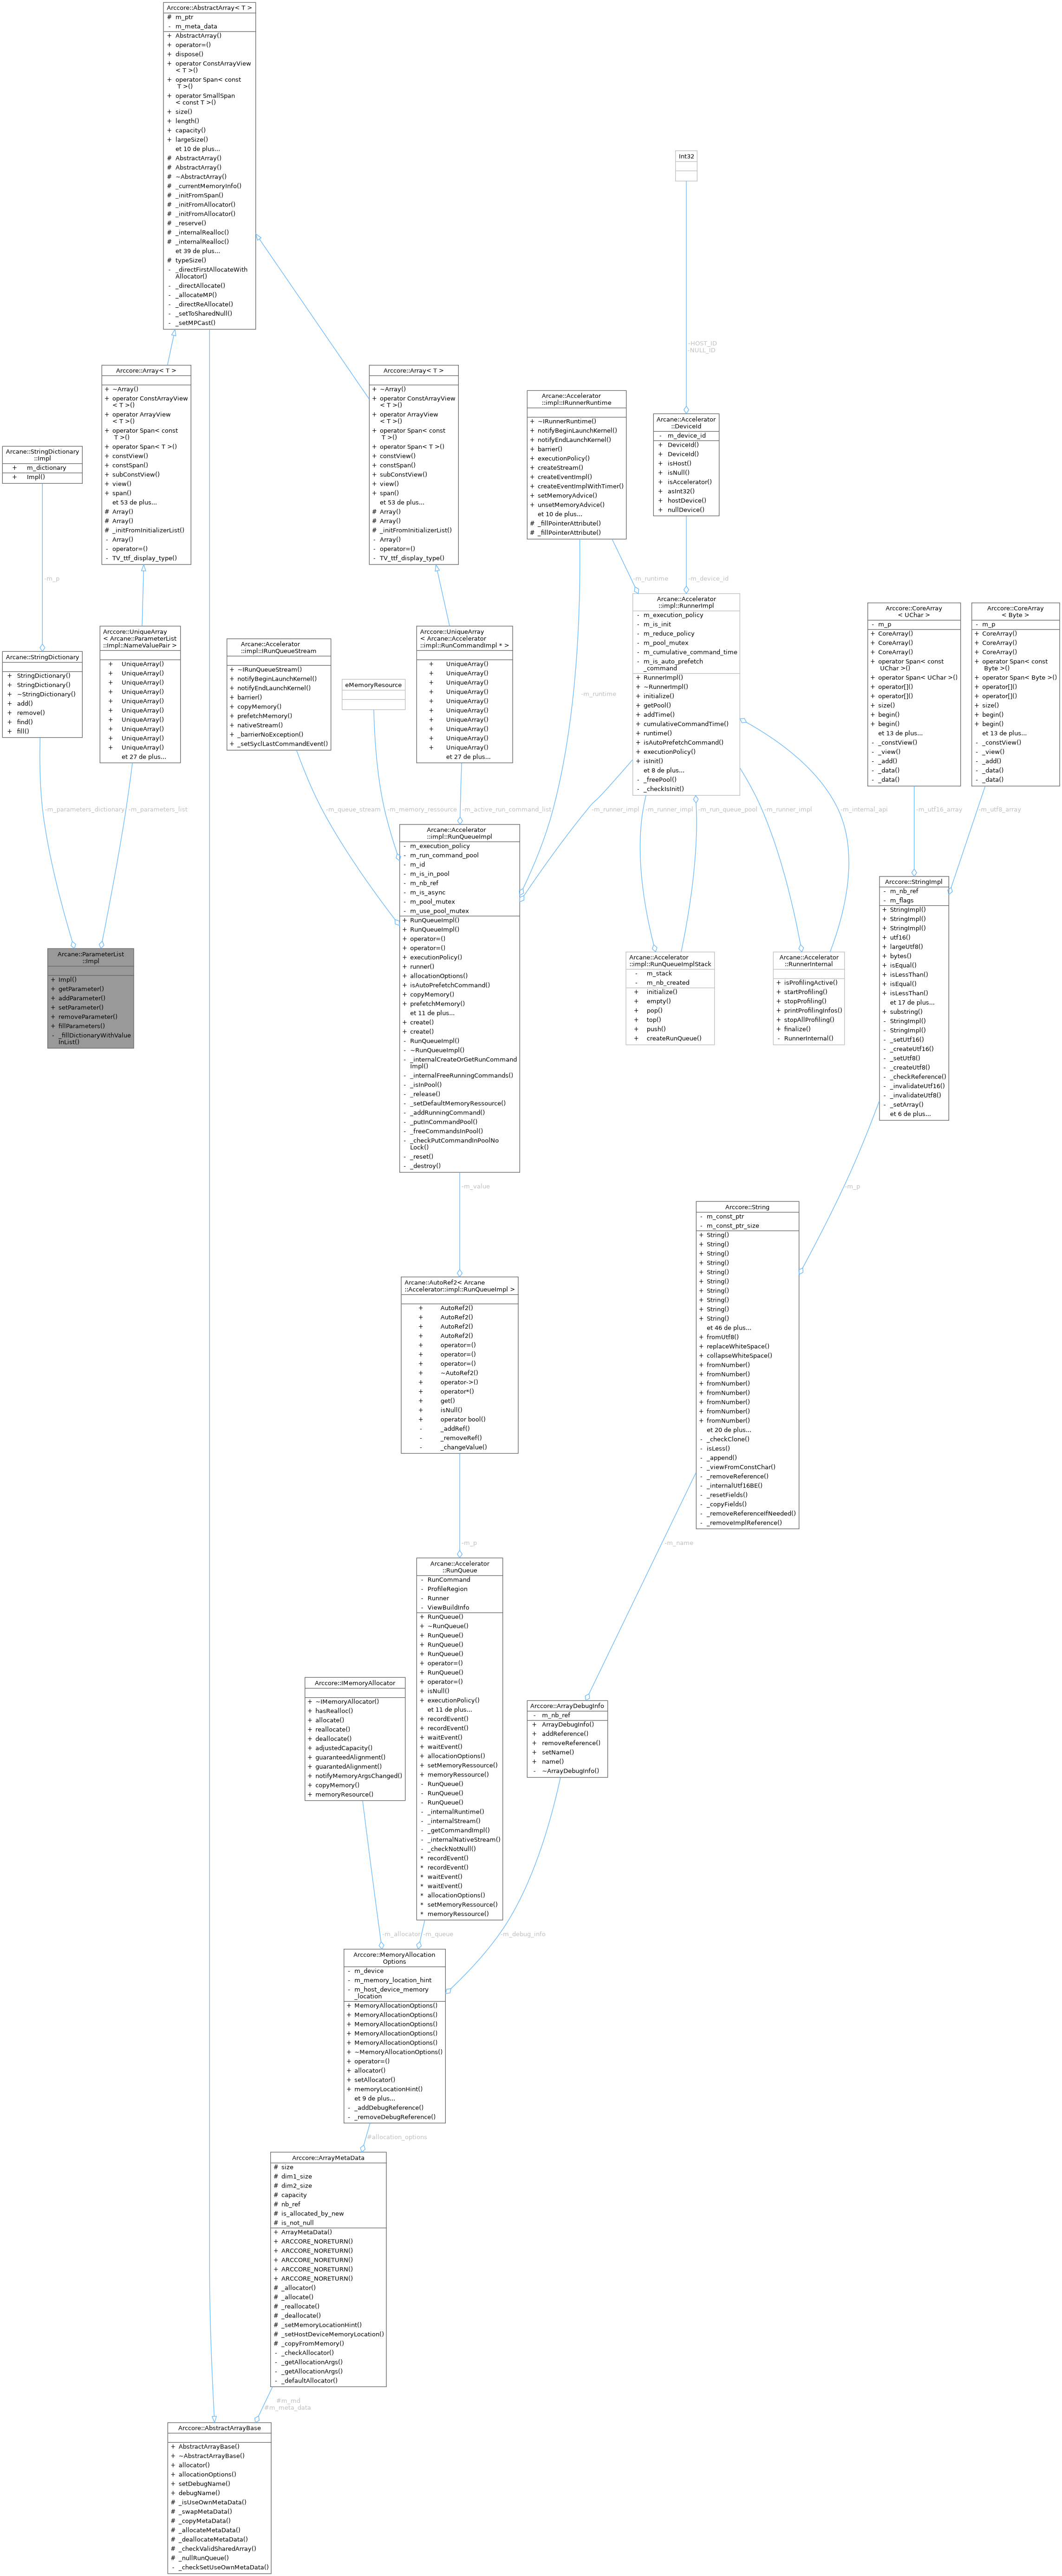 Arccore::AbstractArray< T >
# m_ptr
- m_meta_data
+ AbstractArray()
+ operator=()
+ dispose()
+ operator ConstArrayView
< T >()
+ operator Span< const
T >()
+ operator SmallSpan
< const T >()
+ size()
+ length()
+ capacity()
+ largeSize()
et 10 de plus...
# AbstractArray()
# AbstractArray()
# ~AbstractArray()
# _currentMemoryInfo()
# _initFromSpan()
# _initFromAllocator()
# _initFromAllocator()
# _reserve()
# _internalRealloc()
# _internalRealloc()
et 39 de plus...
# typeSize()
- _directFirstAllocateWith
Allocator()
- _directAllocate()
- _allocateMP()
- _directReAllocate()
- _setToSharedNull()
- _setMPCast()
Int32
-HOST_ID
-NULL_ID
Arccore::Array< T >
+ ~Array()
+ operator ConstArrayView
< T >()
+ operator ArrayView
< T >()
+ operator Span< const
T >()
+ operator Span< T >()
+ constView()
+ constSpan()
+ subConstView()
+ view()
+ span()
et 53 de plus...
# Array()
# Array()
# _initFromInitializerList()
- Array()
- operator=()
- TV_ttf_display_type()
Arccore::Array< T >
+ ~Array()
+ operator ConstArrayView
< T >()
+ operator ArrayView
< T >()
+ operator Span< const
T >()
+ operator Span< T >()
+ constView()
+ constSpan()
+ subConstView()
+ view()
+ span()
et 53 de plus...
# Array()
# Array()
# _initFromInitializerList()
- Array()
- operator=()
- TV_ttf_display_type()
Arcane::Accelerator
::impl::IRunnerRuntime
+ ~IRunnerRuntime()
+ notifyBeginLaunchKernel()
+ notifyEndLaunchKernel()
+ barrier()
+ executionPolicy()
+ createStream()
+ createEventImpl()
+ createEventImplWithTimer()
+ setMemoryAdvice()
+ unsetMemoryAdvice()
et 10 de plus...
# _fillPointerAttribute()
# _fillPointerAttribute()
Arcane::Accelerator
::DeviceId
- m_device_id
+ DeviceId()
+ DeviceId()
+ isHost()
+ isNull()
+ isAccelerator()
+ asInt32()
+ hostDevice()
+ nullDevice()
Arcane::StringDictionary
::Impl
+ m_dictionary
+ Impl()
-m_p
-m_runtime
-m_device_id
Arcane::StringDictionary
+ StringDictionary()
+ StringDictionary()
+ ~StringDictionary()
+ add()
+ remove()
+ find()
+ fill()
Arccore::UniqueArray
< Arcane::ParameterList
::Impl::NameValuePair >
+ UniqueArray()
+ UniqueArray()
+ UniqueArray()
+ UniqueArray()
+ UniqueArray()
+ UniqueArray()
+ UniqueArray()
+ UniqueArray()
+ UniqueArray()
+ UniqueArray()
et 27 de plus...
Arcane::Accelerator
::impl::IRunQueueStream
+ ~IRunQueueStream()
+ notifyBeginLaunchKernel()
+ notifyEndLaunchKernel()
+ barrier()
+ copyMemory()
+ prefetchMemory()
+ nativeStream()
+ _barrierNoException()
+ _setSyclLastCommandEvent()
eMemoryResource
Arccore::UniqueArray
< Arcane::Accelerator
::impl::RunCommandImpl * >
+ UniqueArray()
+ UniqueArray()
+ UniqueArray()
+ UniqueArray()
+ UniqueArray()
+ UniqueArray()
+ UniqueArray()
+ UniqueArray()
+ UniqueArray()
+ UniqueArray()
et 27 de plus...
-m_runtime
Arcane::Accelerator
::impl::RunnerImpl
- m_execution_policy
- m_is_init
- m_reduce_policy
- m_pool_mutex
- m_cumulative_command_time
- m_is_auto_prefetch
_command
+ RunnerImpl()
+ ~RunnerImpl()
+ initialize()
+ getPool()
+ addTime()
+ cumulativeCommandTime()
+ runtime()
+ isAutoPrefetchCommand()
+ executionPolicy()
+ isInit()
et 8 de plus...
- _freePool()
- _checkIsInit()
Arccore::CoreArray
< UChar >
- m_p
+ CoreArray()
+ CoreArray()
+ CoreArray()
+ operator Span< const
UChar >()
+ operator Span< UChar >()
+ operator[]()
+ operator[]()
+ size()
+ begin()
+ begin()
et 13 de plus...
- _constView()
- _view()
- _add()
- _data()
- _data()
Arccore::CoreArray
< Byte >
- m_p
+ CoreArray()
+ CoreArray()
+ CoreArray()
+ operator Span< const
Byte >()
+ operator Span< Byte >()
+ operator[]()
+ operator[]()
+ size()
+ begin()
+ begin()
et 13 de plus...
- _constView()
- _view()
- _add()
- _data()
- _data()
-m_parameters_dictionary
-m_parameters_list
-m_queue_stream
-m_memory_ressource
-m_active_run_command_list
-m_runner_impl
-m_runner_impl
-m_run_queue_pool
-m_runner_impl
-m_internal_api
-m_utf16_array
-m_utf8_array
Arcane::ParameterList
::Impl
+ Impl()
+ getParameter()
+ addParameter()
+ setParameter()
+ removeParameter()
+ fillParameters()
- _fillDictionaryWithValue
InList()
Arcane::Accelerator
::impl::RunQueueImpl
- m_execution_policy
- m_run_command_pool
- m_id
- m_is_in_pool
- m_nb_ref
- m_is_async
- m_pool_mutex
- m_use_pool_mutex
+ RunQueueImpl()
+ RunQueueImpl()
+ operator=()
+ operator=()
+ executionPolicy()
+ runner()
+ allocationOptions()
+ isAutoPrefetchCommand()
+ copyMemory()
+ prefetchMemory()
et 11 de plus...
+ create()
+ create()
- RunQueueImpl()
- ~RunQueueImpl()
- _internalCreateOrGetRunCommand
Impl()
- _internalFreeRunningCommands()
- _isInPool()
- _release()
- _setDefaultMemoryRessource()
- _addRunningCommand()
- _putInCommandPool()
- _freeCommandsInPool()
- _checkPutCommandInPoolNo
Lock()
- _reset()
- _destroy()
Arcane::Accelerator
::impl::RunQueueImplStack
- m_stack
- m_nb_created
+ initialize()
+ empty()
+ pop()
+ top()
+ push()
+ createRunQueue()
Arcane::Accelerator
::RunnerInternal
+ isProfilingActive()
+ startProfiling()
+ stopProfiling()
+ printProfilingInfos()
+ stopAllProfiling()
+ finalize()
- RunnerInternal()
Arccore::StringImpl
- m_nb_ref
- m_flags
+ StringImpl()
+ StringImpl()
+ StringImpl()
+ utf16()
+ largeUtf8()
+ bytes()
+ isEqual()
+ isLessThan()
+ isEqual()
+ isLessThan()
et 17 de plus...
+ substring()
- StringImpl()
- StringImpl()
- _setUtf16()
- _createUtf16()
- _setUtf8()
- _createUtf8()
- _checkReference()
- _invalidateUtf16()
- _invalidateUtf8()
- _setArray()
et 6 de plus...
-m_value
-m_p
Arccore::String
- m_const_ptr
- m_const_ptr_size
+ String()
+ String()
+ String()
+ String()
+ String()
+ String()
+ String()
+ String()
+ String()
+ String()
et 46 de plus...
+ fromUtf8()
+ replaceWhiteSpace()
+ collapseWhiteSpace()
+ fromNumber()
+ fromNumber()
+ fromNumber()
+ fromNumber()
+ fromNumber()
+ fromNumber()
+ fromNumber()
et 20 de plus...
- _checkClone()
- isLess()
- _append()
- _viewFromConstChar()
- _removeReference()
- _internalUtf16BE()
- _resetFields()
- _copyFields()
- _removeReferenceIfNeeded()
- _removeImplReference()
Arcane::AutoRef2< Arcane
::Accelerator::impl::RunQueueImpl >
+ AutoRef2()
+ AutoRef2()
+ AutoRef2()
+ AutoRef2()
+ operator=()
+ operator=()
+ operator=()
+ ~AutoRef2()
+ operator->()
+ operator*()
+ get()
+ isNull()
+ operator bool()
- _addRef()
- _removeRef()
- _changeValue()
-m_p
-m_name
Arcane::Accelerator
::RunQueue
- RunCommand
- ProfileRegion
- Runner
- ViewBuildInfo
+ RunQueue()
+ ~RunQueue()
+ RunQueue()
+ RunQueue()
+ RunQueue()
+ operator=()
+ RunQueue()
+ operator=()
+ isNull()
+ executionPolicy()
et 11 de plus...
+ recordEvent()
+ recordEvent()
+ waitEvent()
+ waitEvent()
+ allocationOptions()
+ setMemoryRessource()
+ memoryRessource()
- RunQueue()
- RunQueue()
- RunQueue()
- _internalRuntime()
- _internalStream()
- _getCommandImpl()
- _internalNativeStream()
- _checkNotNull()
* recordEvent()
* recordEvent()
* waitEvent()
* waitEvent()
* allocationOptions()
* setMemoryRessource()
* memoryRessource()
Arccore::IMemoryAllocator
+ ~IMemoryAllocator()
+ hasRealloc()
+ allocate()
+ reallocate()
+ deallocate()
+ adjustedCapacity()
+ guaranteedAlignment()
+ guarantedAlignment()
+ notifyMemoryArgsChanged()
+ copyMemory()
+ memoryResource()
Arccore::ArrayDebugInfo
- m_nb_ref
+ ArrayDebugInfo()
+ addReference()
+ removeReference()
+ setName()
+ name()
- ~ArrayDebugInfo()
-m_allocator
-m_queue
-m_debug_info
Arccore::MemoryAllocation
Options
- m_device
- m_memory_location_hint
- m_host_device_memory
_location
+ MemoryAllocationOptions()
+ MemoryAllocationOptions()
+ MemoryAllocationOptions()
+ MemoryAllocationOptions()
+ MemoryAllocationOptions()
+ ~MemoryAllocationOptions()
+ operator=()
+ allocator()
+ setAllocator()
+ memoryLocationHint()
et 9 de plus...
- _addDebugReference()
- _removeDebugReference()
#allocation_options
Arccore::ArrayMetaData
# size
# dim1_size
# dim2_size
# capacity
# nb_ref
# is_allocated_by_new
# is_not_null
+ ArrayMetaData()
+ ARCCORE_NORETURN()
+ ARCCORE_NORETURN()
+ ARCCORE_NORETURN()
+ ARCCORE_NORETURN()
+ ARCCORE_NORETURN()
# _allocator()
# _allocate()
# _reallocate()
# _deallocate()
# _setMemoryLocationHint()
# _setHostDeviceMemoryLocation()
# _copyFromMemory()
- _checkAllocator()
- _getAllocationArgs()
- _getAllocationArgs()
- _defaultAllocator()
#m_md
#m_meta_data
Arccore::AbstractArrayBase
+ AbstractArrayBase()
+ ~AbstractArrayBase()
+ allocator()
+ allocationOptions()
+ setDebugName()
+ debugName()
# _isUseOwnMetaData()
# _swapMetaData()
# _copyMetaData()
# _allocateMetaData()
# _deallocateMetaData()
# _checkValidSharedArray()
# _nullRunQueue()
- _checkSetUseOwnMetaData()